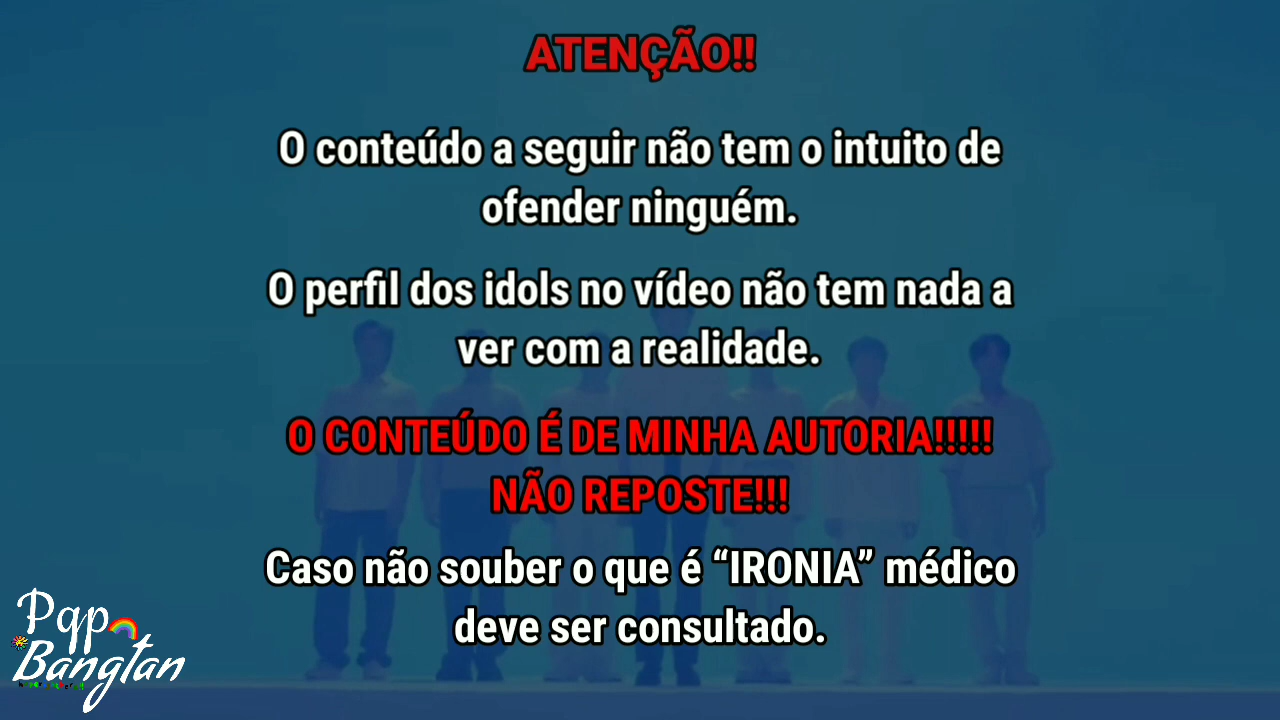 ATENÇÃO!!
O conteúdo a seguir não tem o intuito de
ofender ninguém.
O perfil dos idols no vídeo não tem nada a
ver com a realidade.
O CONTEÚDO É DE MINHA AUTORIA!!!!!
NÃO REPOSTE!!!
Caso não souber o que é “IRONIA” médico
deve ser consultado.
Pqp
Bangtan